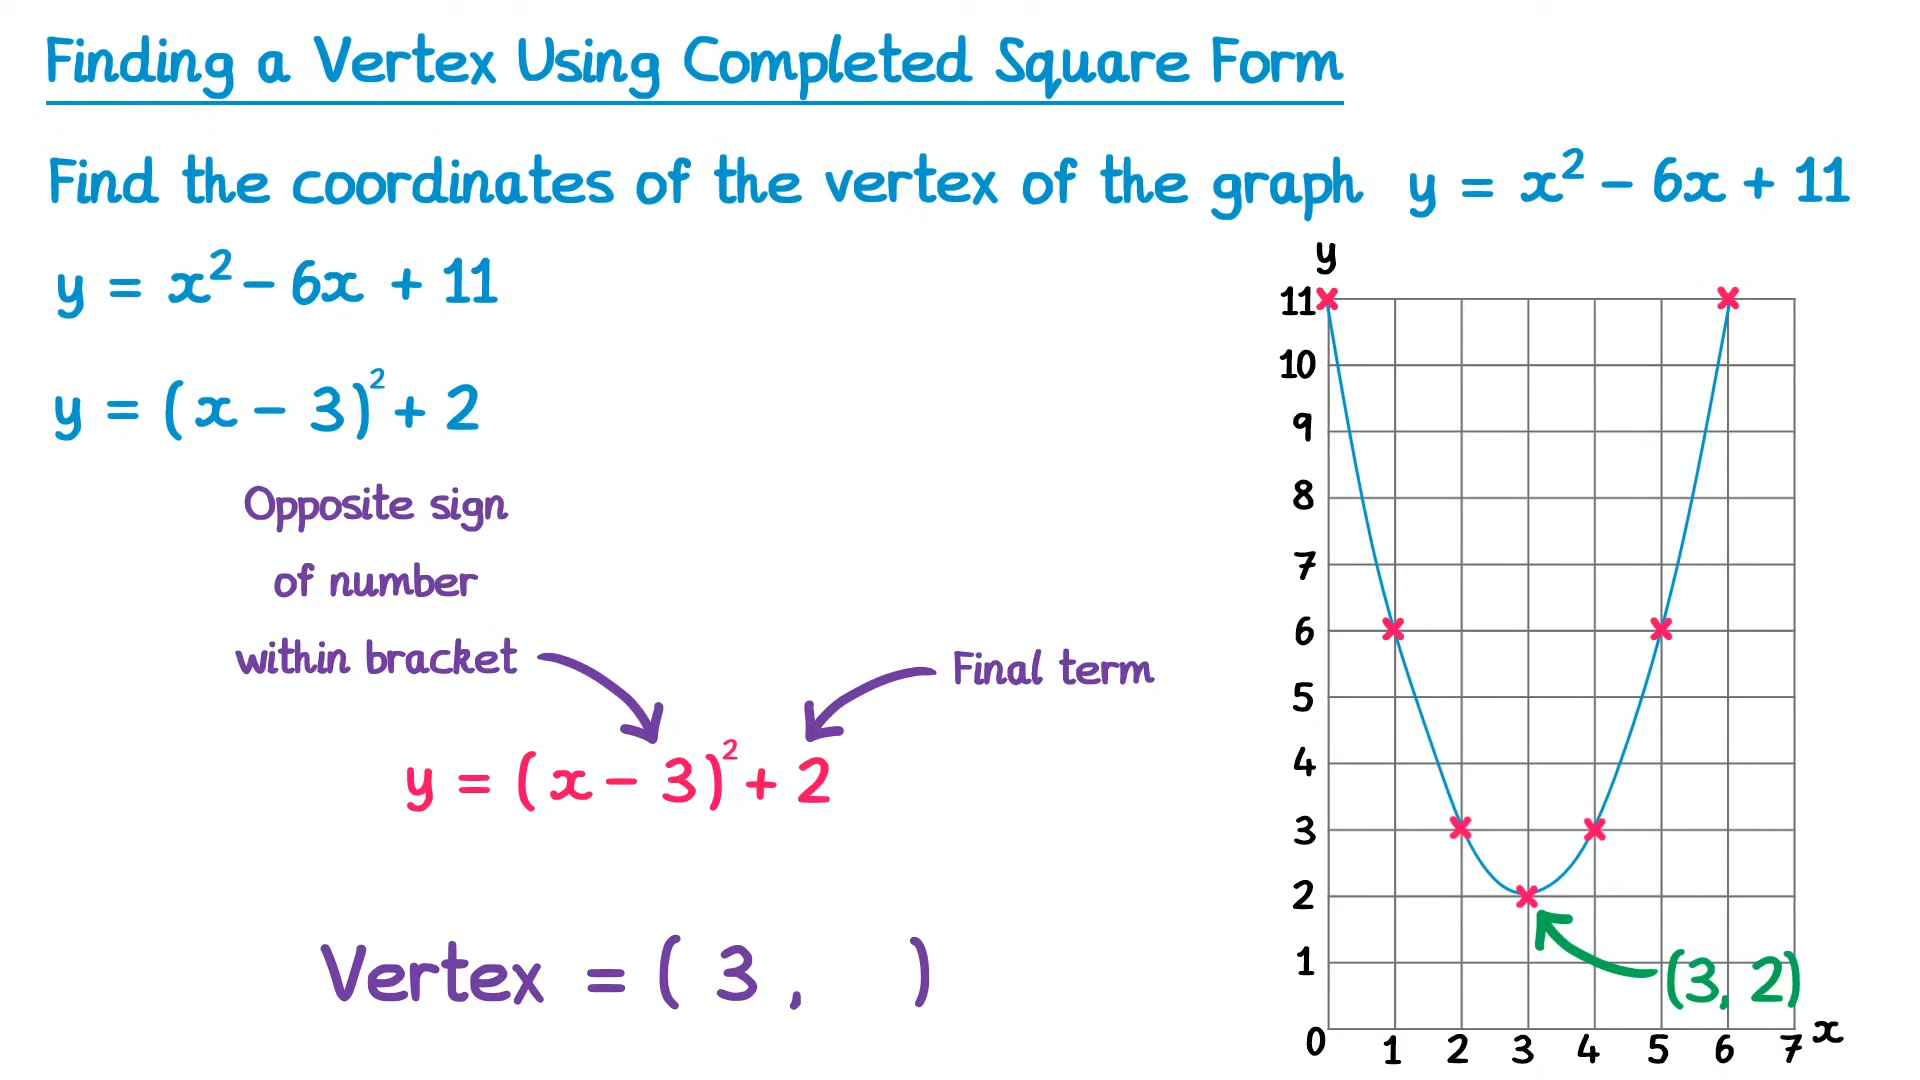 Finding a Vertex Using Completed Square Form
Find the coordinates of the vertex of the graph y = x² − 6x + 11
y = x² − 6x + 11
y = (x − 3)² + 2
Opposite sign
of number
within bracket
Final term
y = (x − 3)² + 2
Vertex = ( 3 ,   )
y
11
10
9
8
7
6
5
4
3
2
1
(3, 2)
0 1 2 3 4 5 6 7 x